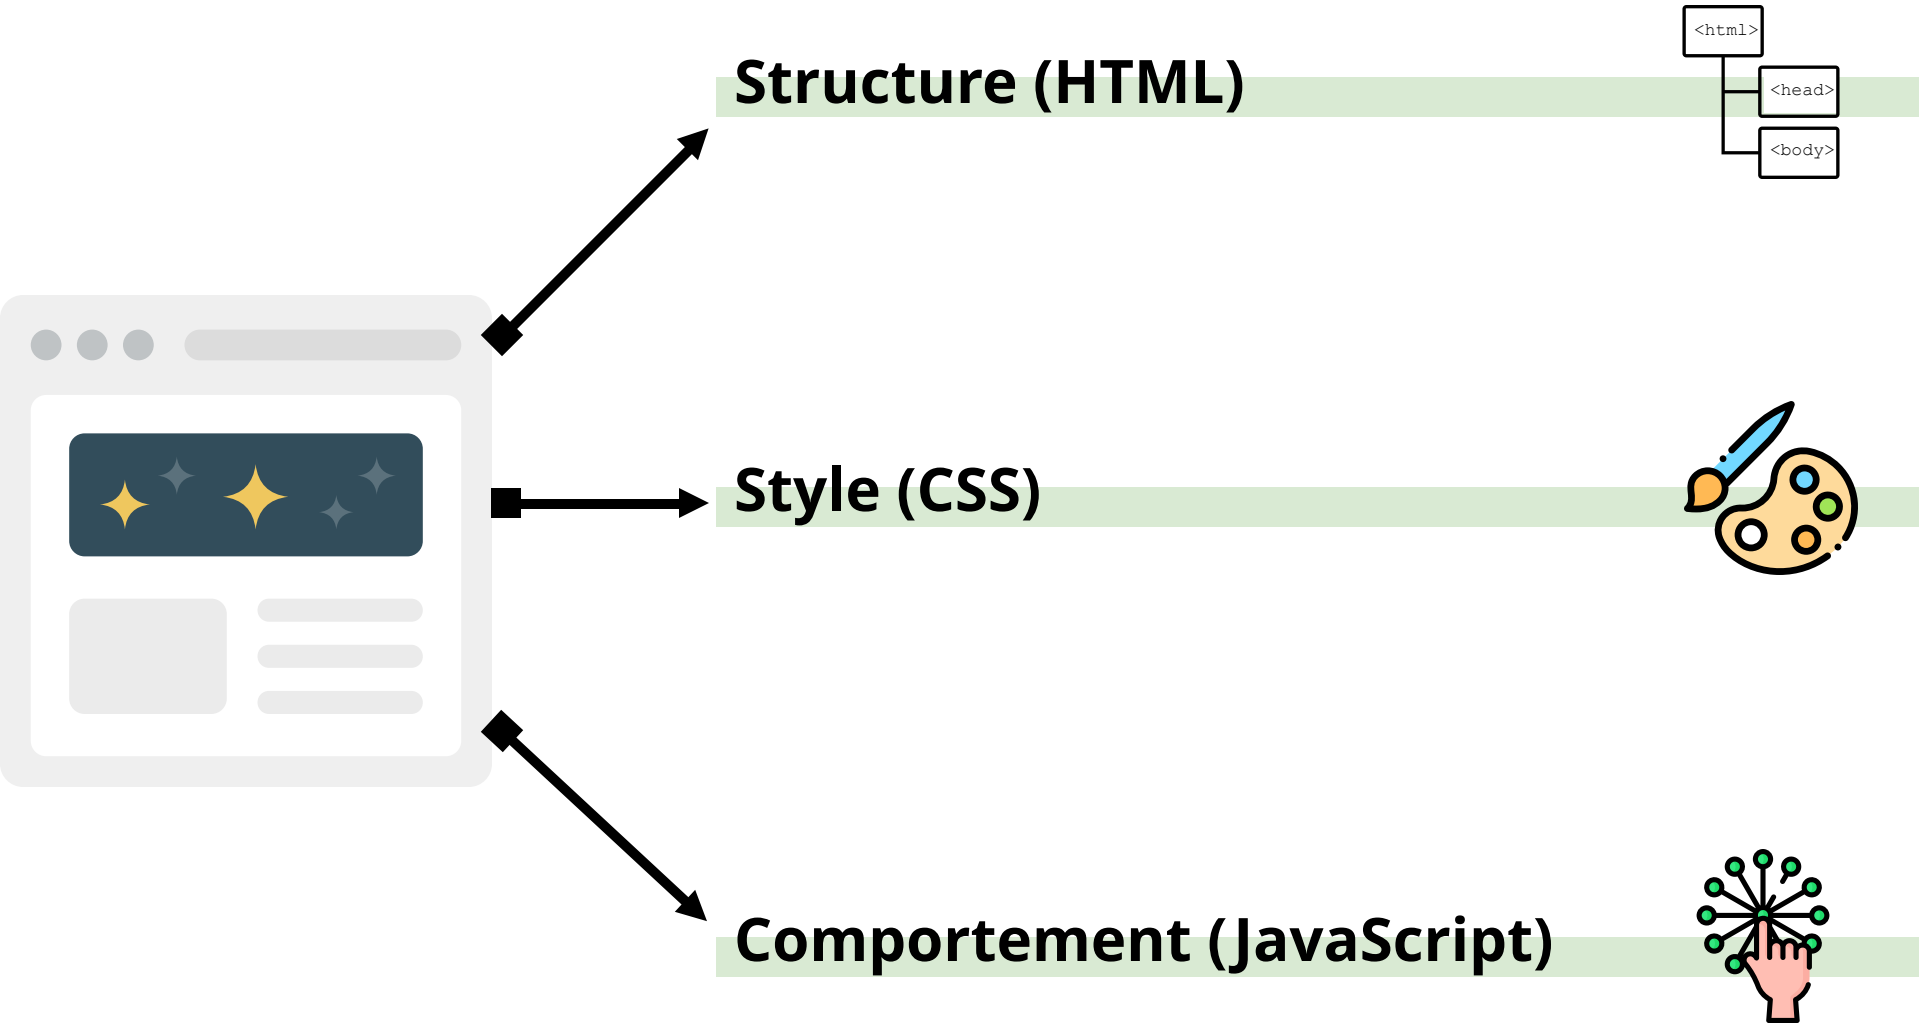 Structure (HTML)
<html>
<head>
<body>
Style (CSS)
Comportement (JavaScript)